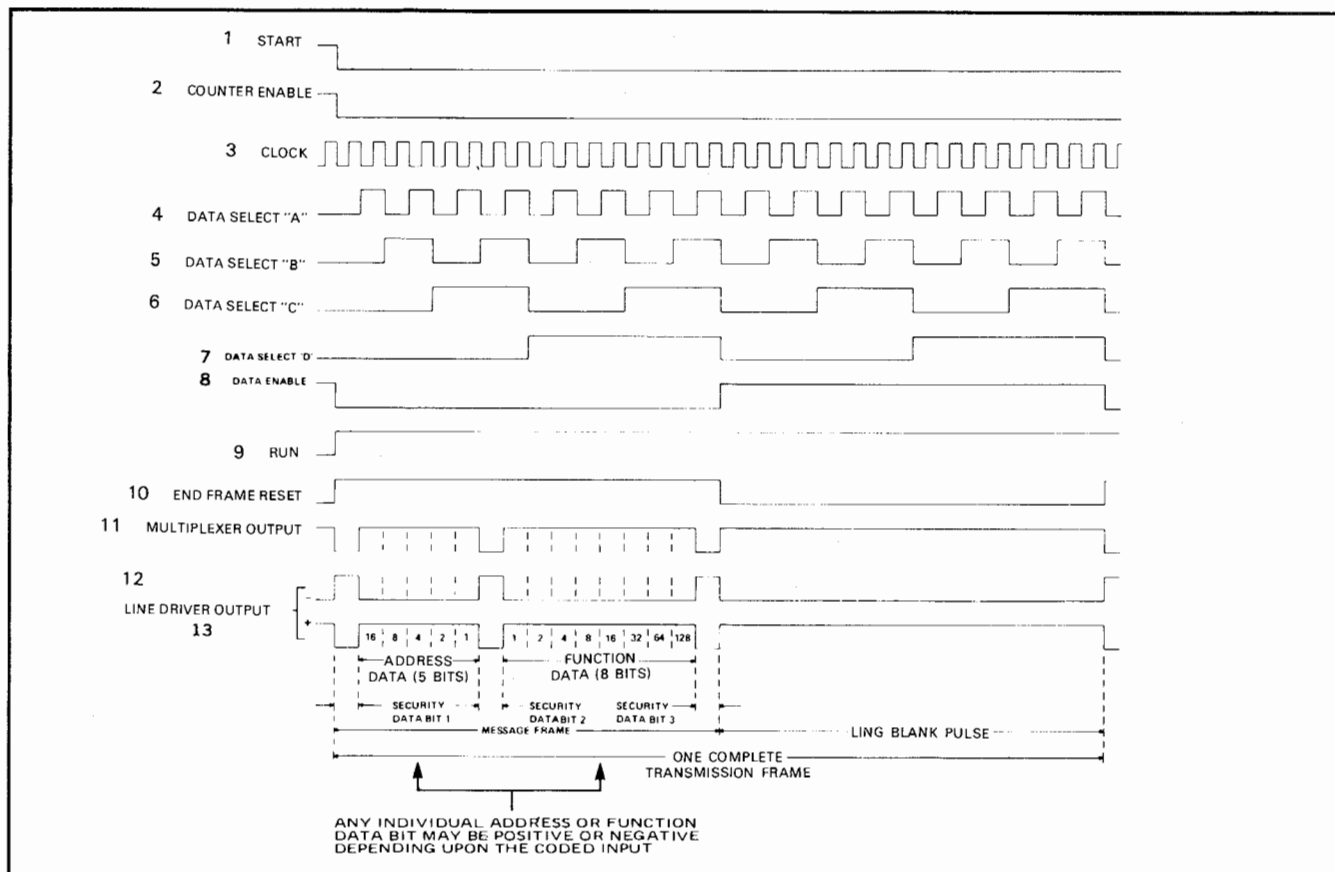 1 START
2 COUNTER ENABLE
3 CLOCK
4 DATA SELECT "A"
5 DATA SELECT "B"
6 DATA SELECT "C"
7 DATA SELECT 'D'
8 DATA ENABLE
9 RUN
10 END FRAME RESET
11 MULTIPLEXER OUTPUT
12
-
LINE DRIVER OUTPUT
+
13
16 8 4 2 1 1 2 4 8 16 32 64 128
ADDRESS
DATA (5 BITS)
FUNCTION
DATA (8 BITS)
SECURITY
DATA BIT 1
SECURITY
DATABIT 2
SECURITY
DATA BIT 3
MESSAGE FRAME
LING BLANK PULSE
ONE COMPLETE
TRANSMISSION FRAME
ANY INDIVIDUAL ADDRESS OR FUNCTION
DATA BIT MAY BE POSITIVE OR NEGATIVE
DEPENDING UPON THE CODED INPUT